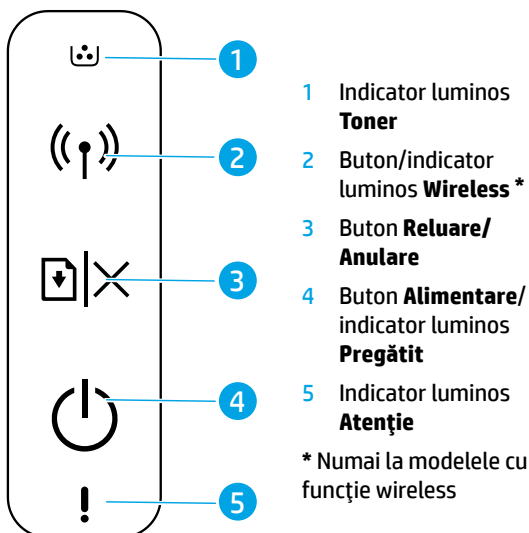 1
2
3
4
5
1 Indicator luminos
Toner
2 Buton/indicator
luminos Wireless *
3 Buton Reluare/
Anulare
4 Buton Alimentare/
indicator luminos
Pregătit
5 Indicator luminos
Atenţie
* Numai la modelele cu
funcţie wireless